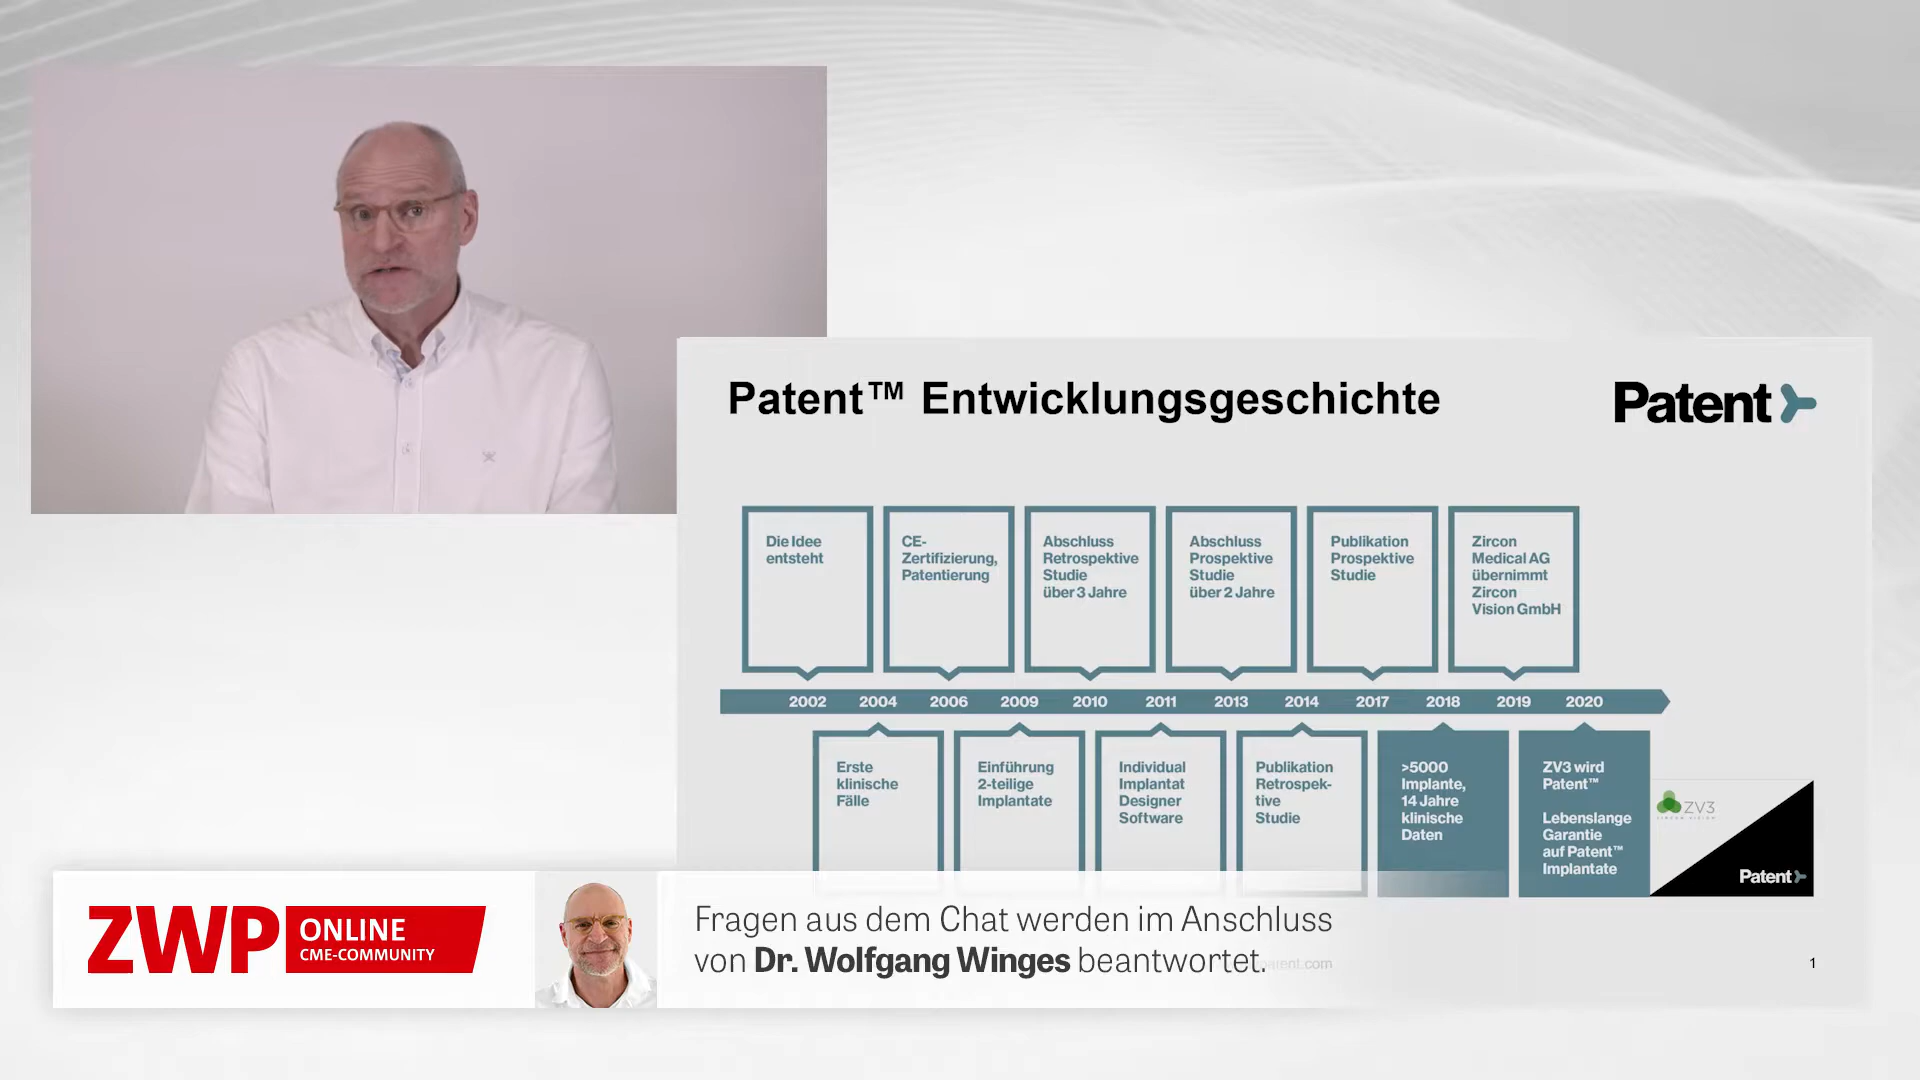 Patent™ Entwicklungsgeschichte
Patent
Die Idee
entsteht
CE-
Zertifizierung,
Patentierung
Abschluss
Retrospektive
Studie
über 3 Jahre
Abschluss
Prospektive
Studie
über 2 Jahre
Publikation
Prospektive
Studie
Zircon
Medical AG
übernimmt
Zircon
Vision GmbH
2002 2004 2006 2009 2010 2011 2013 2014 2017 2018 2019 2020
Erste
klinische
Fälle
Einführung
2-teilige
Implantate
Individual
Implantat
Designer
Software
Publikation
Retrospek-
tive
Studie
>5000
Implante,
14 Jahre
klinische
Daten
ZV3 wird
Patent™
Lebenslange
Garantie
auf Patent™
Implantate
ZV3
ZIRCON VISION
Patent
ZWP ONLINE
CME-COMMUNITY
Fragen aus dem Chat werden im Anschluss
von Dr. Wolfgang Winges beantwortet.
1